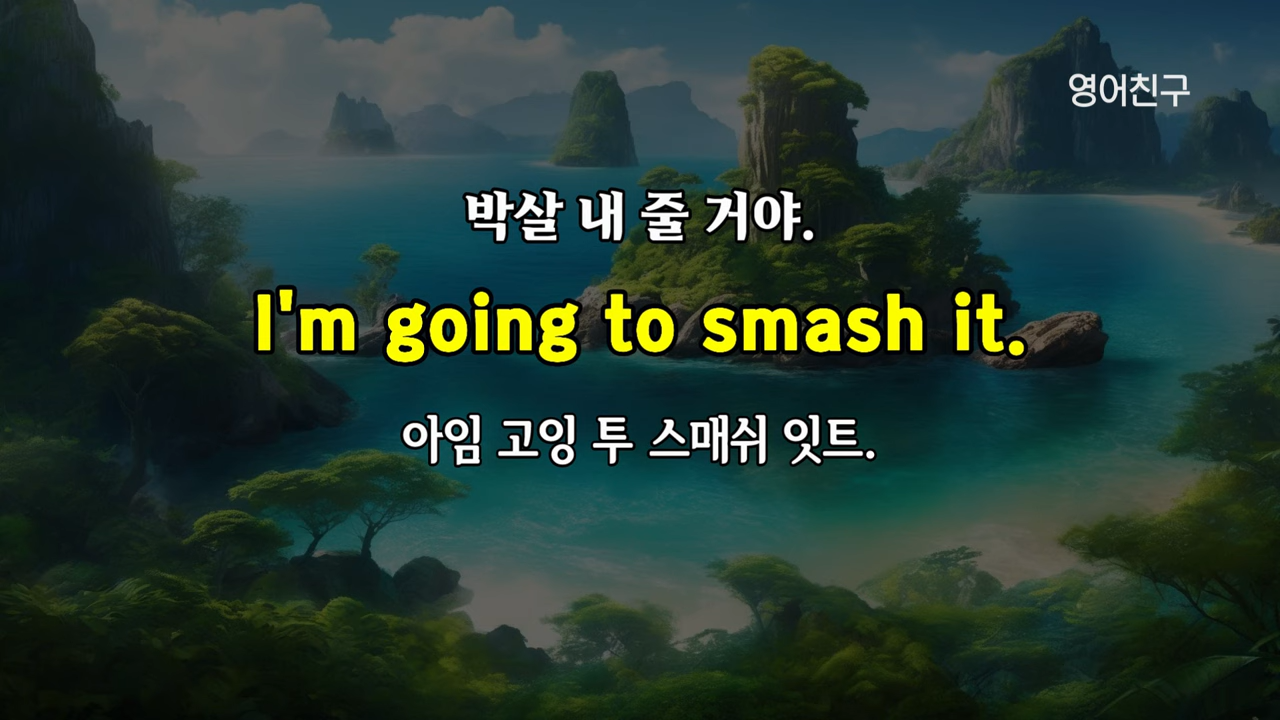 영어친구
박살 내 줄 거야.
I'm going to smash it.
아임 고잉 투 스매쉬 잇트.